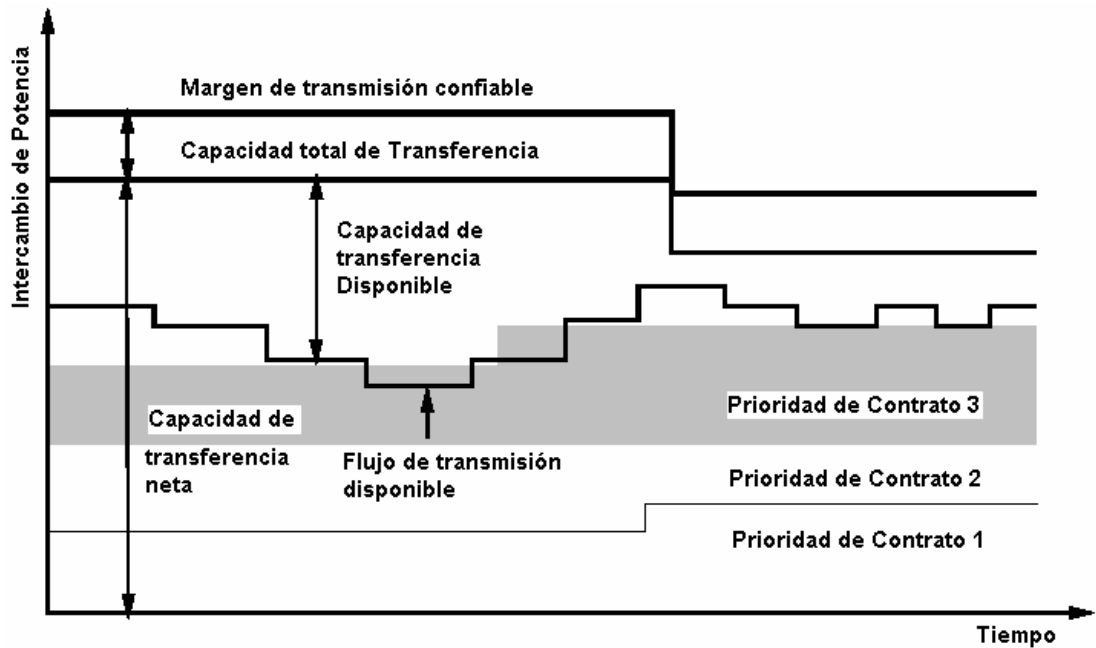 Intercambio de Potencia
Margen de transmisión confiable
Capacidad total de Transferencia
Capacidad de
transferencia
Disponible
Capacidad de
transferencia
neta
Flujo de transmisión
disponible
Prioridad de Contrato 3
Prioridad de Contrato 2
Prioridad de Contrato 1
Tiempo